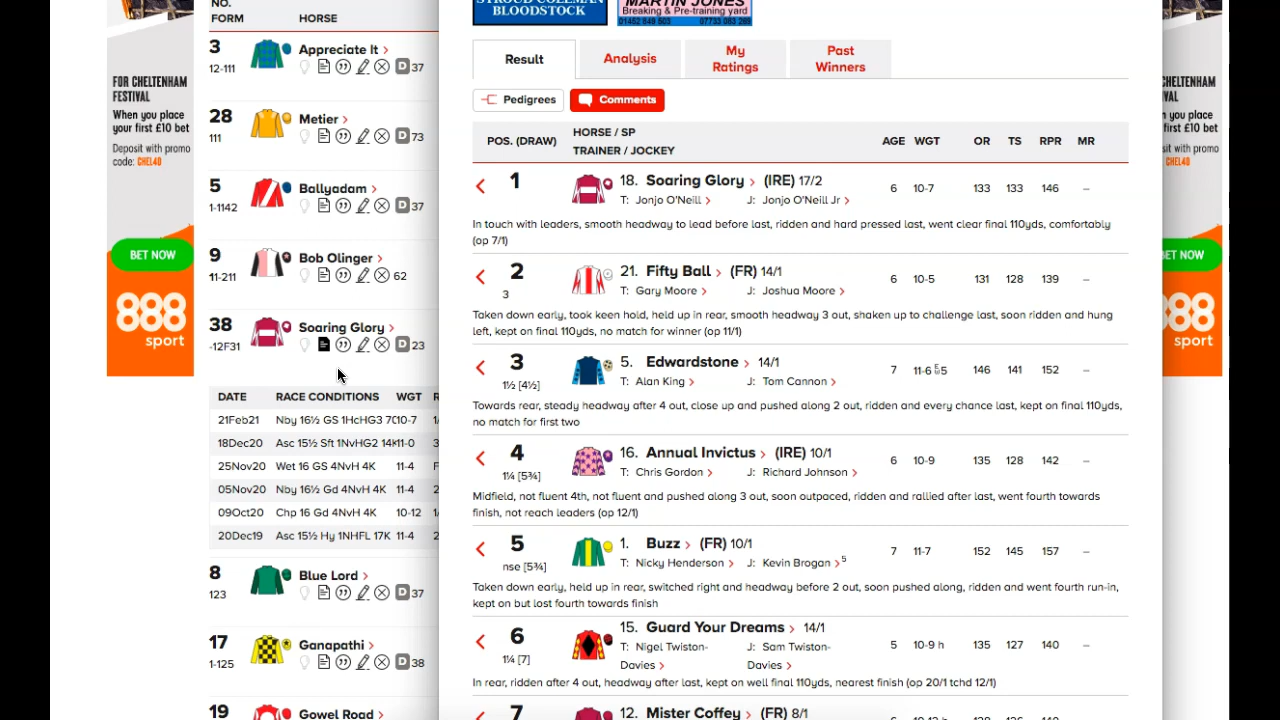 FOR CHELTENHAM
FESTIVAL
When you place
your first £10 bet
Deposit with promo
code: CHEL40
BET NOW
888
sport
NO.
FORM HORSE
3 Appreciate It >
12-111 D 37
28 Metier >
111 D 73
5 Ballyadam >
1-1142 D 37
9 Bob Olinger >
11-211 62
38 Soaring Glory >
-12F31 D 23
DATE RACE CONDITIONS WGT
21Feb21 Nby 16½ GS 1HcHG3 10-7
18Dec20 Asc 15½ Sft 1NvHG2 11-0
25Nov20 Wet 16 GS 4NvH 4K 11-4
05Nov20 Nby 16½ Gd 4NvH 4K 11-4
09Oct20 Chp 16 Gd 4NvH 4K 10-12
20Dec19 Asc 15½ Hy 1NHFL 17K 11-4
8 Blue Lord >
123 D 37
17 Ganapathi >
1-125 D 38
19 Gowel Road >
STROUD COLEMAN
BLOODSTOCK
MARTIN JONES
Breaking & Pre-training yard
01452 849 503 07733 083 269
Result Analysis My Ratings Past Winners
Pedigrees Comments
POS. (DRAW) HORSE / SP
TRAINER / JOCKEY AGE WGT OR TS RPR MR
1 18. Soaring Glory > (IRE) 17/2
T: Jonjo O'Neill > J: Jonjo O'Neill Jr > 6 10-7 133 133 146 –
In touch with leaders, smooth headway to lead before last, ridden and hard pressed last, went clear final 110yds, comfortably
(op 7/1)
2 21. Fifty Ball > (FR) 14/1
3 T: Gary Moore > J: Joshua Moore > 6 10-5 131 128 139 –
Taken down early, took keen hold, held up in rear, smooth headway 3 out, shaken up to challenge last, soon ridden and hung
left, kept on final 110yds, no match for winner (op 11/1)
3 5. Edwardstone > 14/1
1½ [4½] T: Alan King > J: Tom Cannon > 7 11-6 5 146 141 152 –
Towards rear, steady headway after 4 out, close up and pushed along 2 out, ridden and every chance last, kept on final 110yds,
no match for first two
4 16. Annual Invictus > (IRE) 10/1
1¼ [5¾] T: Chris Gordon > J: Richard Johnson > 6 10-9 135 128 142 –
Midfield, not fluent 4th, not fluent and pushed along 3 out, soon outpaced, ridden and rallied after last, went fourth towards
finish, not reach leaders (op 12/1)
5 1. Buzz > (FR) 10/1
nse [5¾] T: Nicky Henderson > J: Kevin Brogan > 5 7 11-7 152 145 157 –
Taken down early, held up in rear, switched right and headway before 2 out, soon pushed along, ridden and went fourth run-in,
kept on but lost fourth towards finish
6 15. Guard Your Dreams > 14/1
1¼ [7] T: Nigel Twiston-Davies > J: Sam Twiston-Davies > 5 10-9 h 135 127 140 –
In rear, ridden after 4 out, headway after last, kept on well final 110yds, nearest finish (op 20/1 tchd 12/1)
7 12. Mister Coffey > (FR) 8/1
CHELTENHAM
ET NOW
88
sport